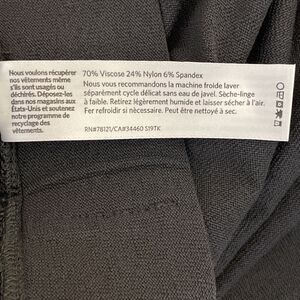 Nous voulons récupérer
nos vêtements même
s'ils sont usagés ou
déchirés. Déposez-les
dans nos magasins aux
États-Unis et soutenez
notre programme de
recyclage des
vêtements.
70% Viscose 24% Nylon 6% Spandex
Nous vous recommandons la machine froide laver
séparément cycle délicat sans eau de javel. Sèche-linge
à faible. Retirez légèrement humide et laisser sécher à l'air.
Fer refroidir si nécessaire. Peut être nettoyé à sec.
RN#78121/CA#34460 S19TK